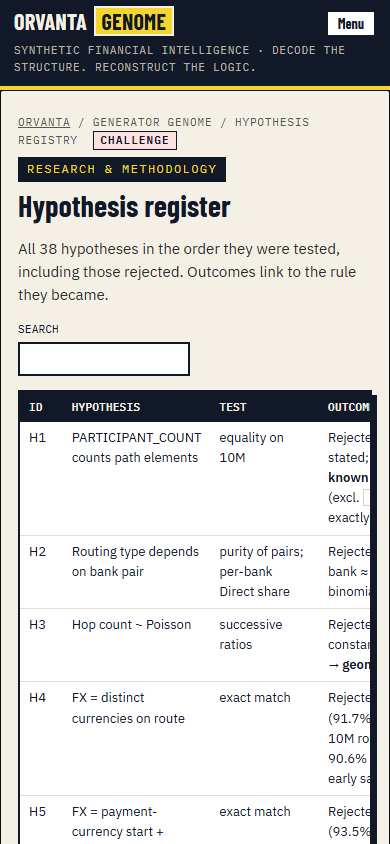 ORVANTA GENOME
Menu
SYNTHETIC FINANCIAL INTELLIGENCE · DECODE THE
STRUCTURE. RECONSTRUCT THE LOGIC.
ORVANTA / GENERATOR GENOME / HYPOTHESIS
REGISTRY CHALLENGE
RESEARCH & METHODOLOGY
Hypothesis register
All 38 hypotheses in the order they were tested,
including those rejected. Outcomes link to the rule
they became.
SEARCH
ID HYPOTHESIS TEST
H1 PARTICIPANT_COUNT equality on
counts path elements 10M stated;
known
(excl.
exactly
H2 Routing type depends purity of pairs;
on bank pair per-bank bank ≈
Direct share
H3 Hop count ~ Poisson successive
ratios
→
H4 FX = distinct exact match
currencies on route (91.7%
10M
90.6%
early
H5 FX = payment- exact match
currency start + (93.5%